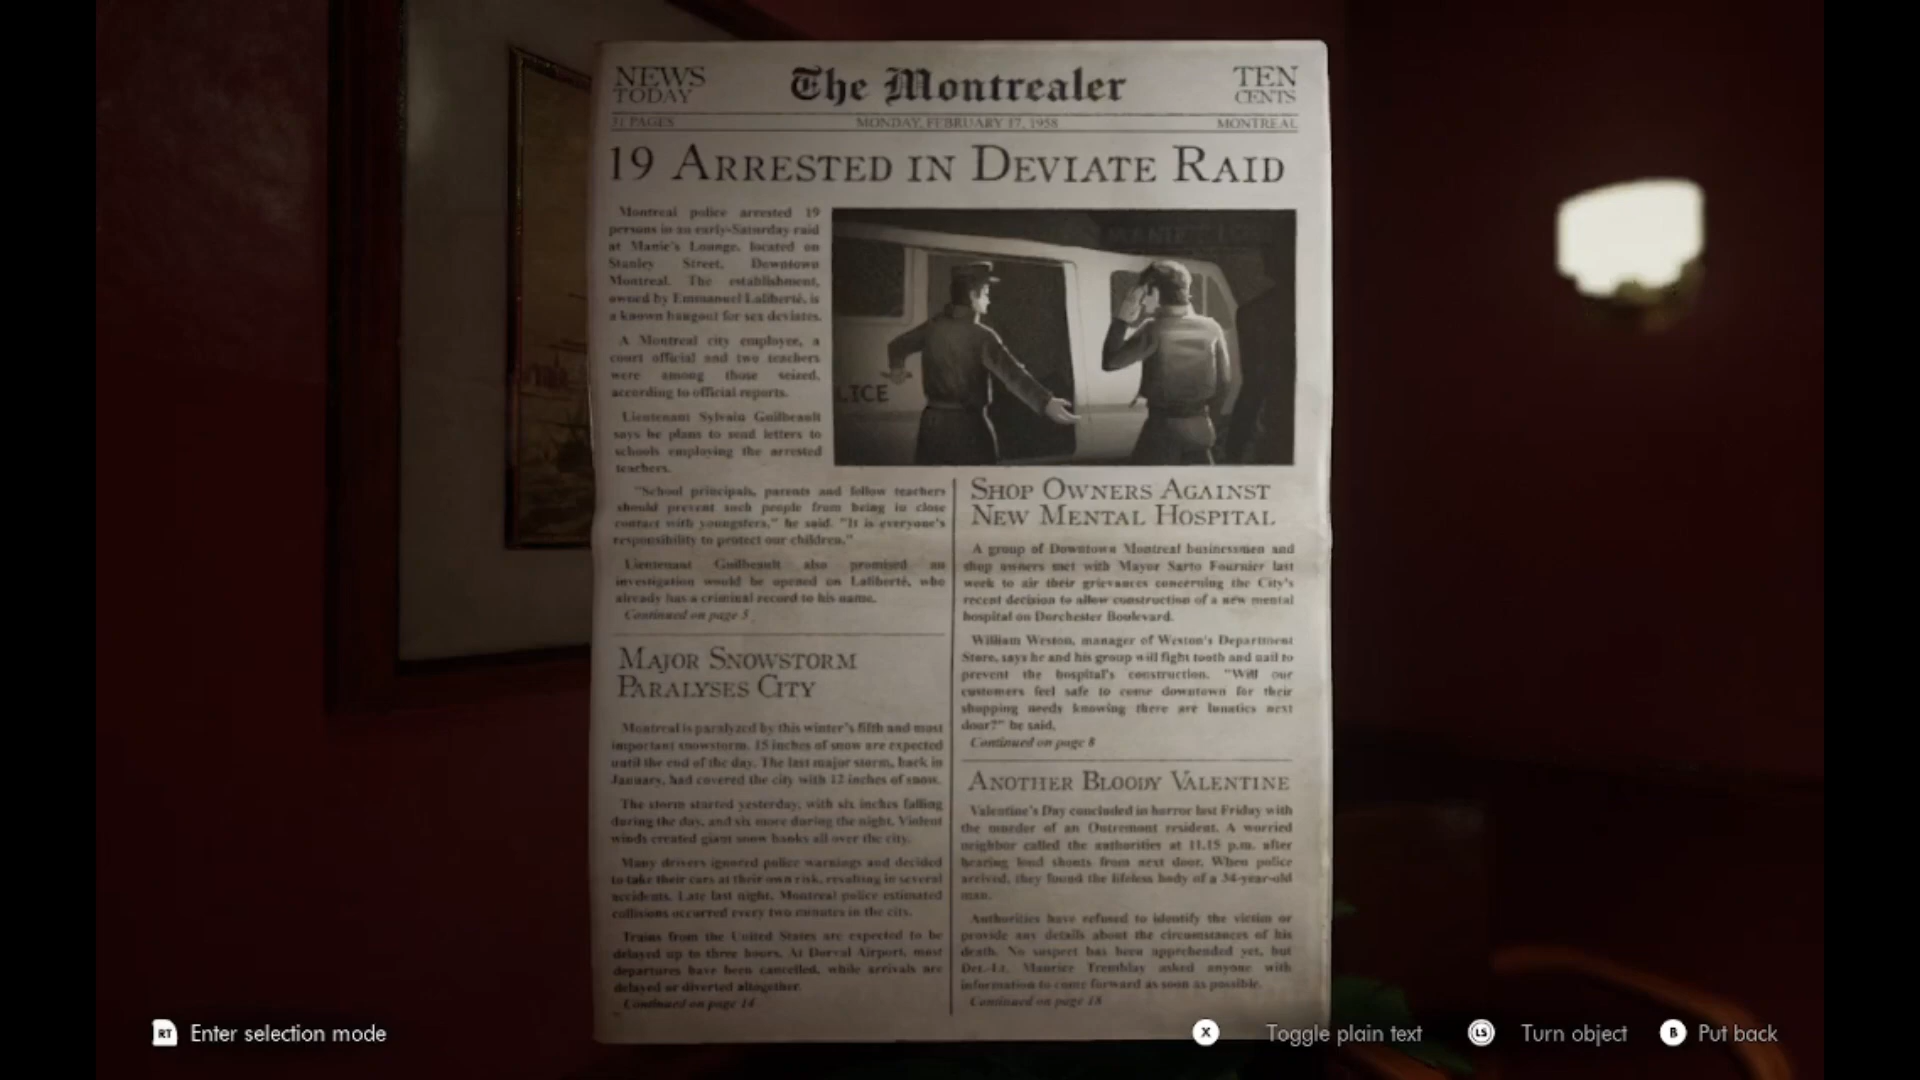 NEWS TODAY
The Montrealer
TEN CENTS
31 PAGES
MONDAY, FEBRUARY 17, 1958
MONTREAL
19 ARRESTED IN DEVIATE RAID
Montreal police arrested 19
persons in an early-Saturday raid
at Manie's Lounge, located on
Stanley Street, Downtown
Montreal. The establishment,
owned by Emmanuel Laliberté, is
a known hangout for sex deviates.
A Montreal city employee, a
court official and two teachers
were among those seized,
according to official reports.
Lieutenant Sylvain Guilbeault
says he plans to send letters to
schools employing the arrested
teachers.
"School principals, parents and fellow teachers
should prevent such people from being in close
contact with youngsters," he said. "It is everyone's
responsibility to protect our children."
Lieutenant Guilbeault also promised an
investigation would be opened on Laliberté, who
already has a criminal record to his name.
Continued on page 5
LICE
MAJOR SNOWSTORM
PARALYSES CITY
Montreal is paralyzed by this winter's fifth and most
important snowstorm. 15 inches of snow are expected
until the end of the day. The last major storm, back in
January, had covered the city with 12 inches of snow.
The storm started yesterday, with six inches falling
during the day, and six more during the night. Violent
winds created giant snow banks all over the city.
Many drivers ignored police warnings and decided
to take their cars at their own risk, resulting in several
accidents. Late last night, Montreal police estimated
collisions occurred every two minutes in the city.
Trains from the United States are expected to be
delayed up to three hours. At Dorval Airport, most
departures have been cancelled, while arrivals are
delayed or diverted altogether.
Continued on page 14
SHOP OWNERS AGAINST
NEW MENTAL HOSPITAL
A group of Downtown Montreal businessmen and
shop owners met with Mayor Sarto Fournier last
week to air their grievances concerning the City's
recent decision to allow construction of a new mental
hospital on Dorchester Boulevard.
William Weston, manager of Weston's Department
Store, says he and his group will fight tooth and nail to
prevent the hospital's construction. "Will our
customers feel safe to come downtown for their
shopping needs knowing there are lunatics next
door?" he said.
Continued on page 8
ANOTHER BLOODY VALENTINE
Valentine's Day concluded in horror last Friday with
the murder of an Outremont resident. A worried
neighbor called the authorities at 11.15 p.m. after
hearing loud shouts from next door. When police
arrived, they found the lifeless body of a 34-year-old
man.
Authorities have refused to identify the victim or
provide any details about the circumstances of his
death. No suspect has been apprehended yet, but
Det.-Lt. Maurice Tremblay asked anyone with
information to come forward as soon as possible.
Continued on page 18
RT Enter selection mode
X Toggle plain text
LS Turn object
B Put back